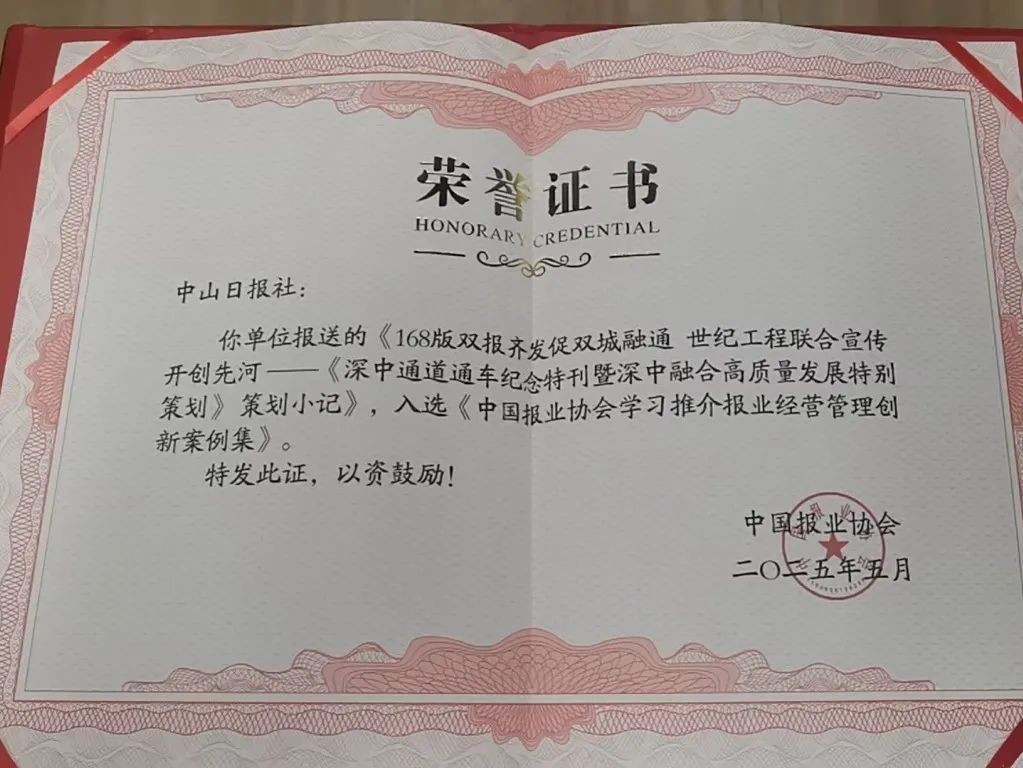 荣誉证书
HONORARY CREDENTIAL
中山日报社：
你单位报送的《168版双报齐发促双城融通 世纪工程联合宣传
开创先河——《深中通道通车纪念特刊暨深中融合高质量发展特别
策划》策划小记》，入选《中国报业协会学习推介报业经营管理创
新案例集》。
特发此证，以资鼓励！
中国报业协会
二〇二五年五月